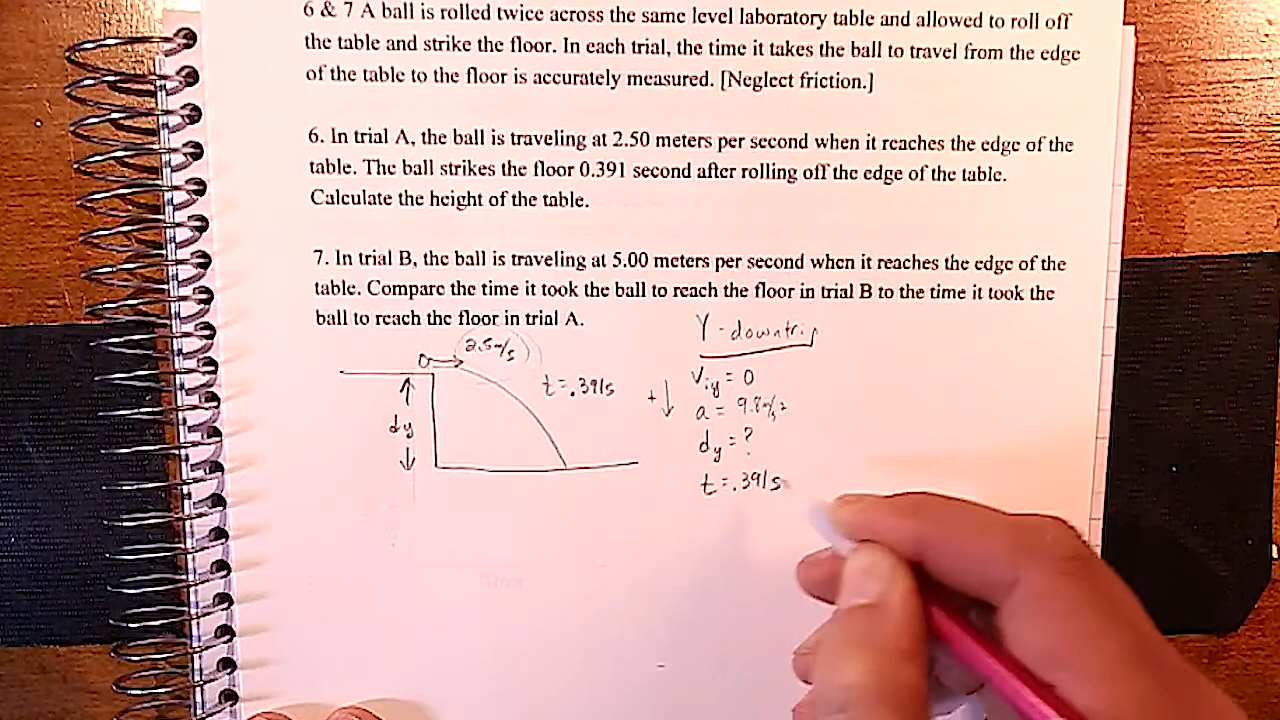 6 & 7 A ball is rolled twice across the same level laboratory table and allowed to roll off
the table and strike the floor. In each trial, the time it takes the ball to travel from the edge
of the table to the floor is accurately measured. [Neglect friction.]
6. In trial A, the ball is traveling at 2.50 meters per second when it reaches the edge of the
table. The ball strikes the floor 0.391 second after rolling off the edge of the table.
Calculate the height of the table.
7. In trial B, the ball is traveling at 5.00 meters per second when it reaches the edge of the
table. Compare the time it took the ball to reach the floor in trial B to the time it took the
ball to reach the floor in trial A.
2.5m/s
t=.391s
dy
Y-downtrip
+
Viy = 0
a = 9.8m/s²
dy = ?
t=.391s